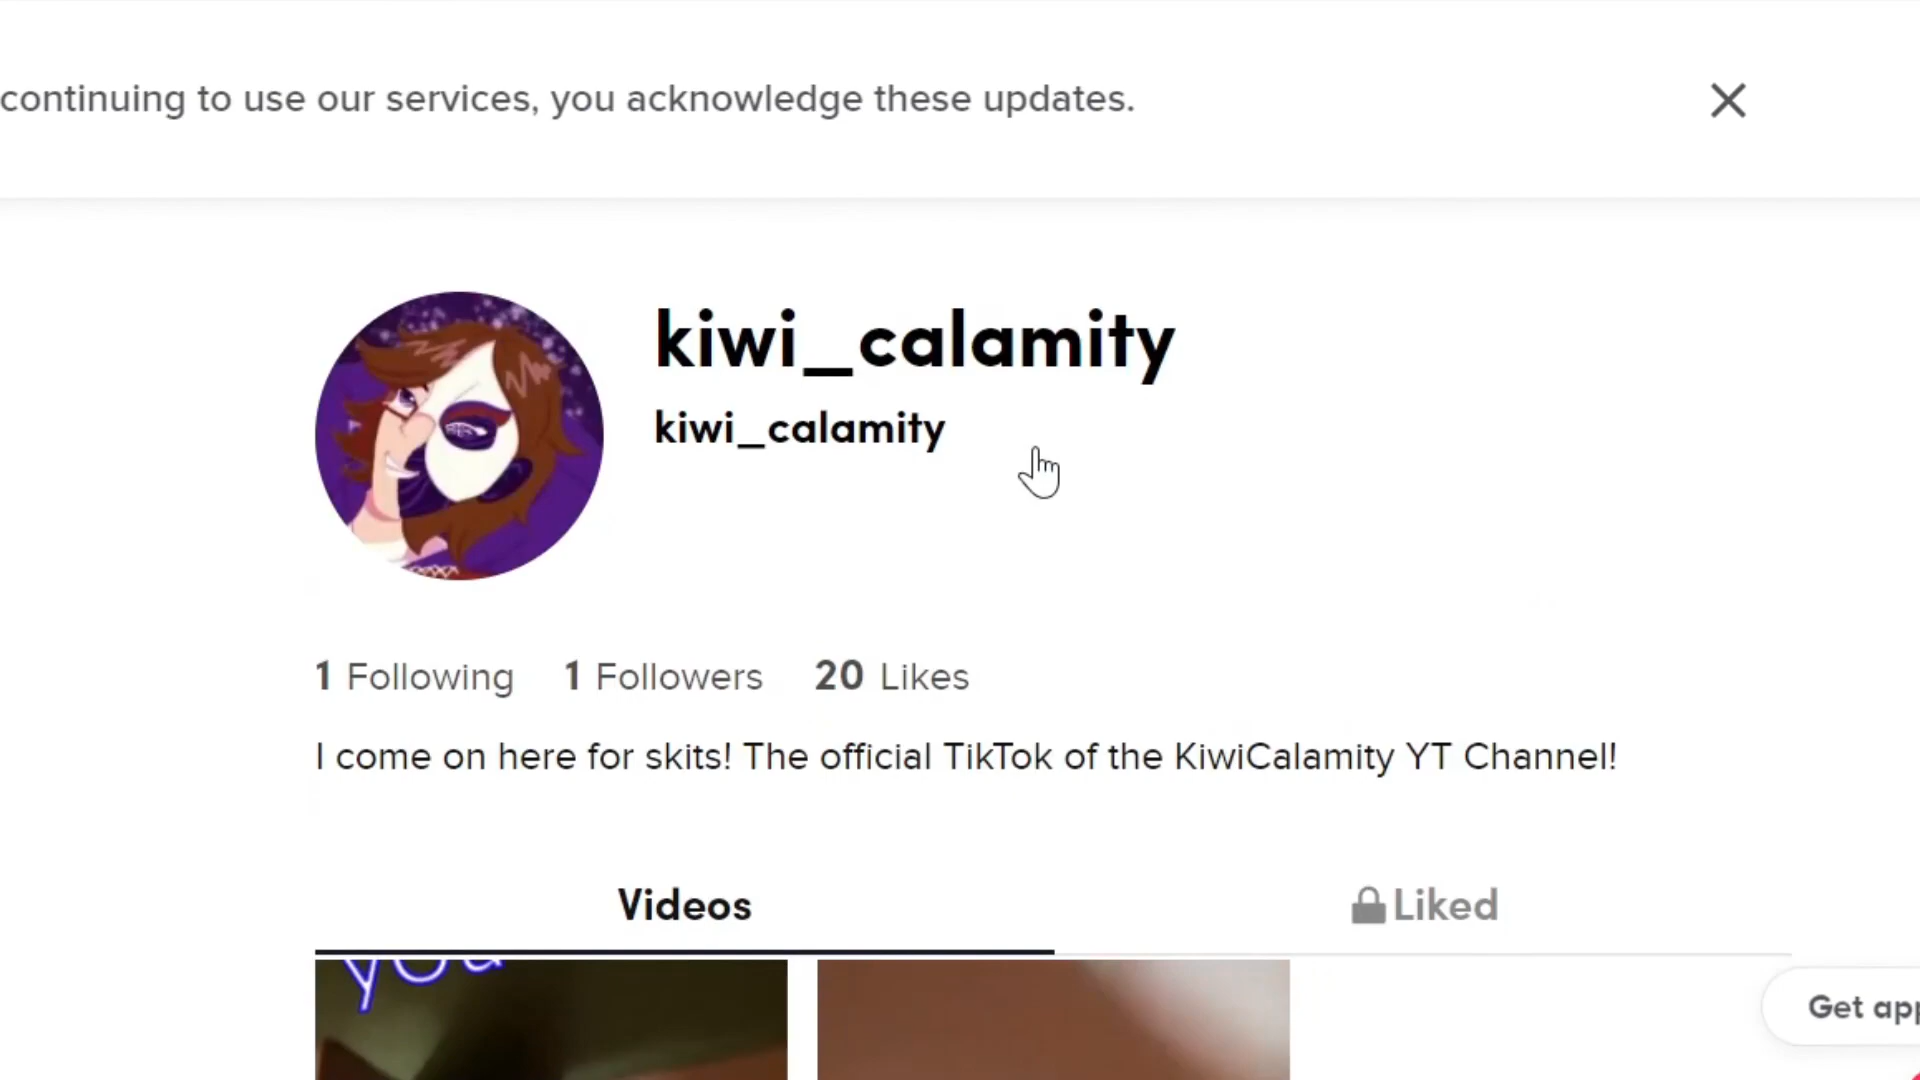 continuing to use our services, you acknowledge these updates.
kiwi_calamity
kiwi_calamity
1 Following 1 Followers 20 Likes
I come on here for skits! The official TikTok of the KiwiCalamity YT Channel!
Videos Liked
you
Get app